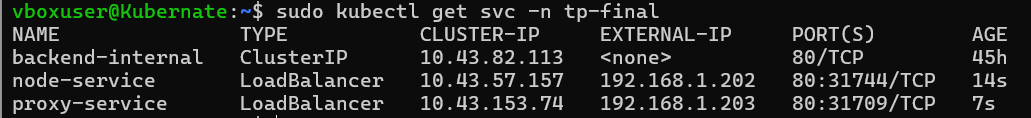 vboxuser@Kubernate:~$ sudo kubectl get svc -n tp-final
NAME TYPE CLUSTER-IP EXTERNAL-IP PORT(S) AGE
backend-internal ClusterIP 10.43.82.113 <none> 80/TCP 45h
node-service LoadBalancer 10.43.57.157 192.168.1.202 80:31744/TCP 14s
proxy-service LoadBalancer 10.43.153.74 192.168.1.203 80:31709/TCP 7s